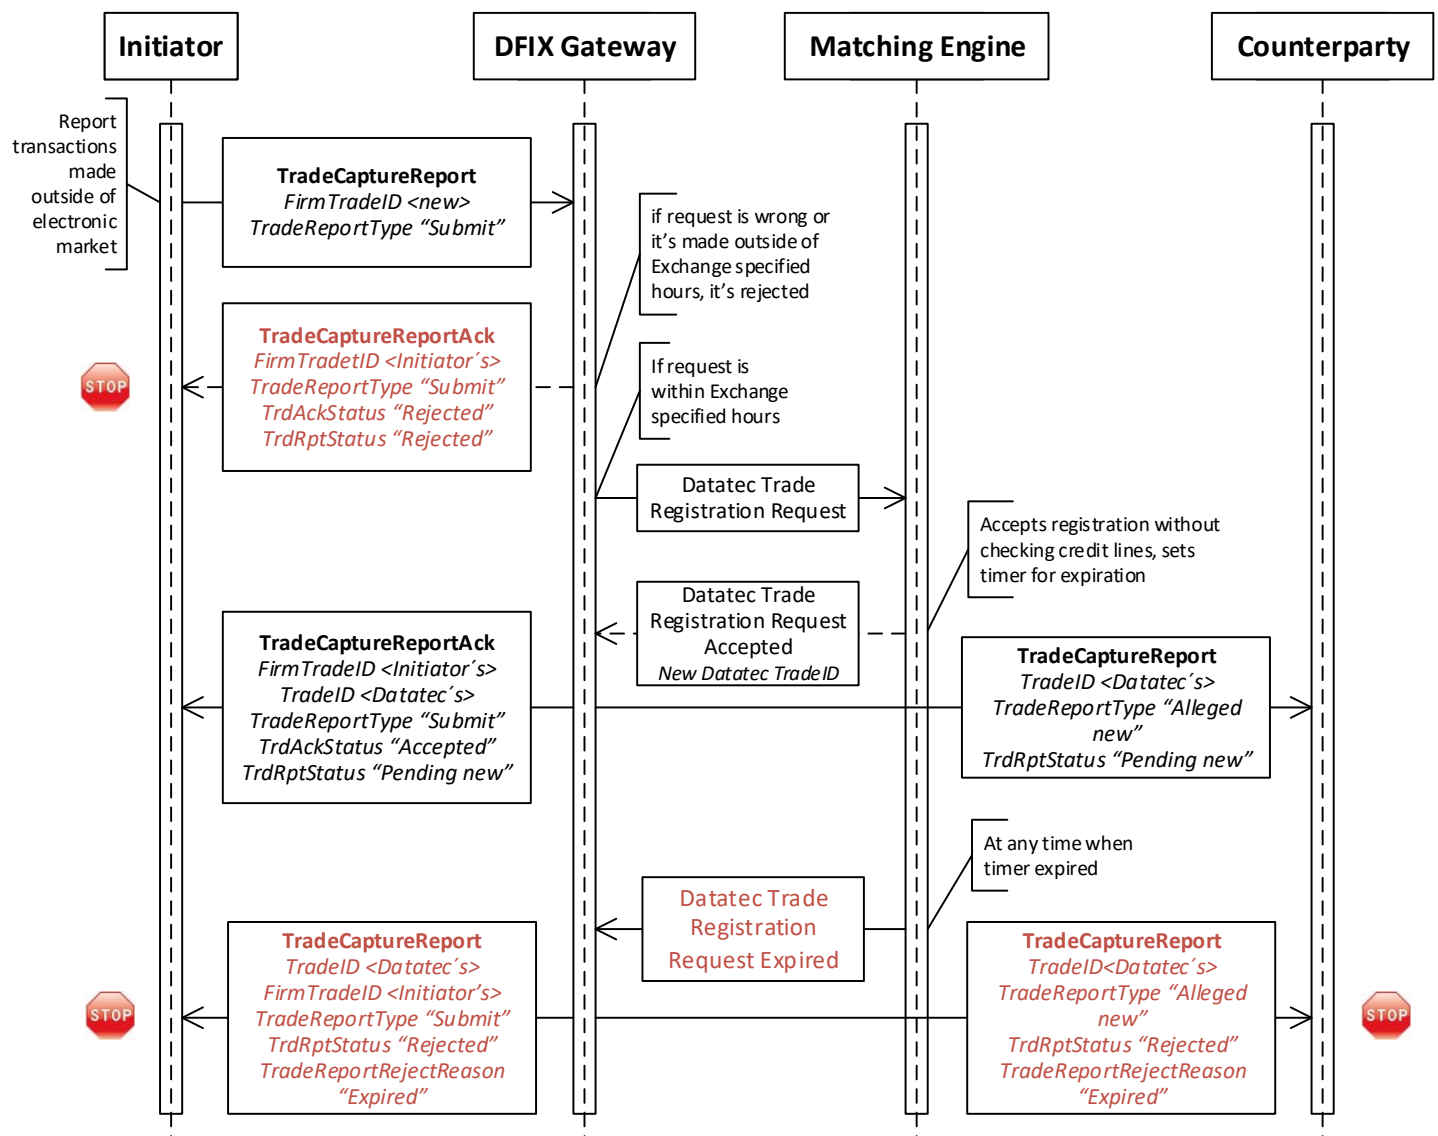 Initiator
DFIX Gateway
Matching Engine
Counterparty
Report
transactions
made
outside of
electronic
market
TradeCaptureReport
FirmTradeID <new>
TradeReportType “Submit”
if request is wrong or
it’s made outside of
Exchange specified
hours, it’s rejected
TradeCaptureReportAck
FirmTradetID <Initiator´s>
TradeReportType “Submit”
TrdAckStatus “Rejected”
TrdRptStatus “Rejected”
STOP
If request is
within Exchange
specified hours
Datatec Trade
Registration Request
Accepts registration without
checking credit lines, sets
timer for expiration
Datatec Trade
Registration Request
Accepted
New Datatec TradeID
TradeCaptureReportAck
FirmTradeID <Initiator´s>
TradeID <Datatec´s>
TradeReportType “Submit”
TrdAckStatus “Accepted”
TrdRptStatus “Pending new”
TradeCaptureReport
TradeID <Datatec´s>
TradeReportType “Alleged
new”
TrdRptStatus “Pending new”
At any time when
timer expired
Datatec Trade
Registration
Request Expired
TradeCaptureReport
TradeID <Datatec´s>
FirmTradeID <Initiator’s>
TradeReportType “Submit”
TrdRptStatus “Rejected”
TradeReportRejectReason
“Expired”
STOP
TradeCaptureReport
TradeID<Datatec´s>
TradeReportType “Alleged
new”
TrdRptStatus “Rejected”
TradeReportRejectReason
“Expired”
STOP